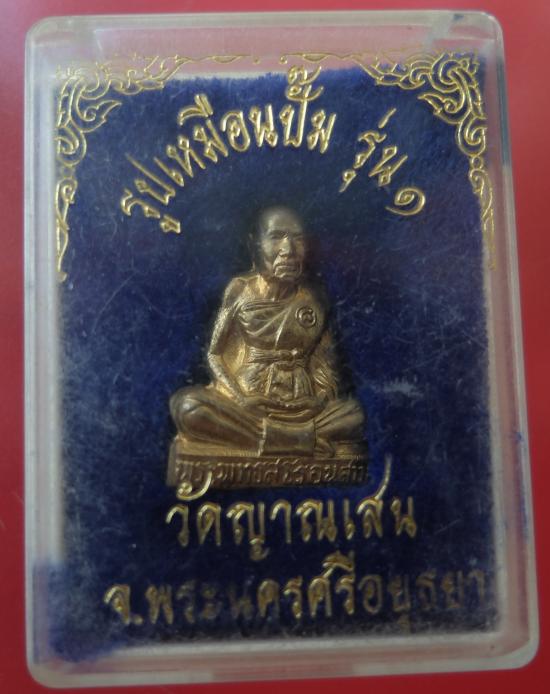 รูปเหมือนปั๊ม รุ่น ๑
วัดญาณเสน
จ.พระนครศรีอยุธยา